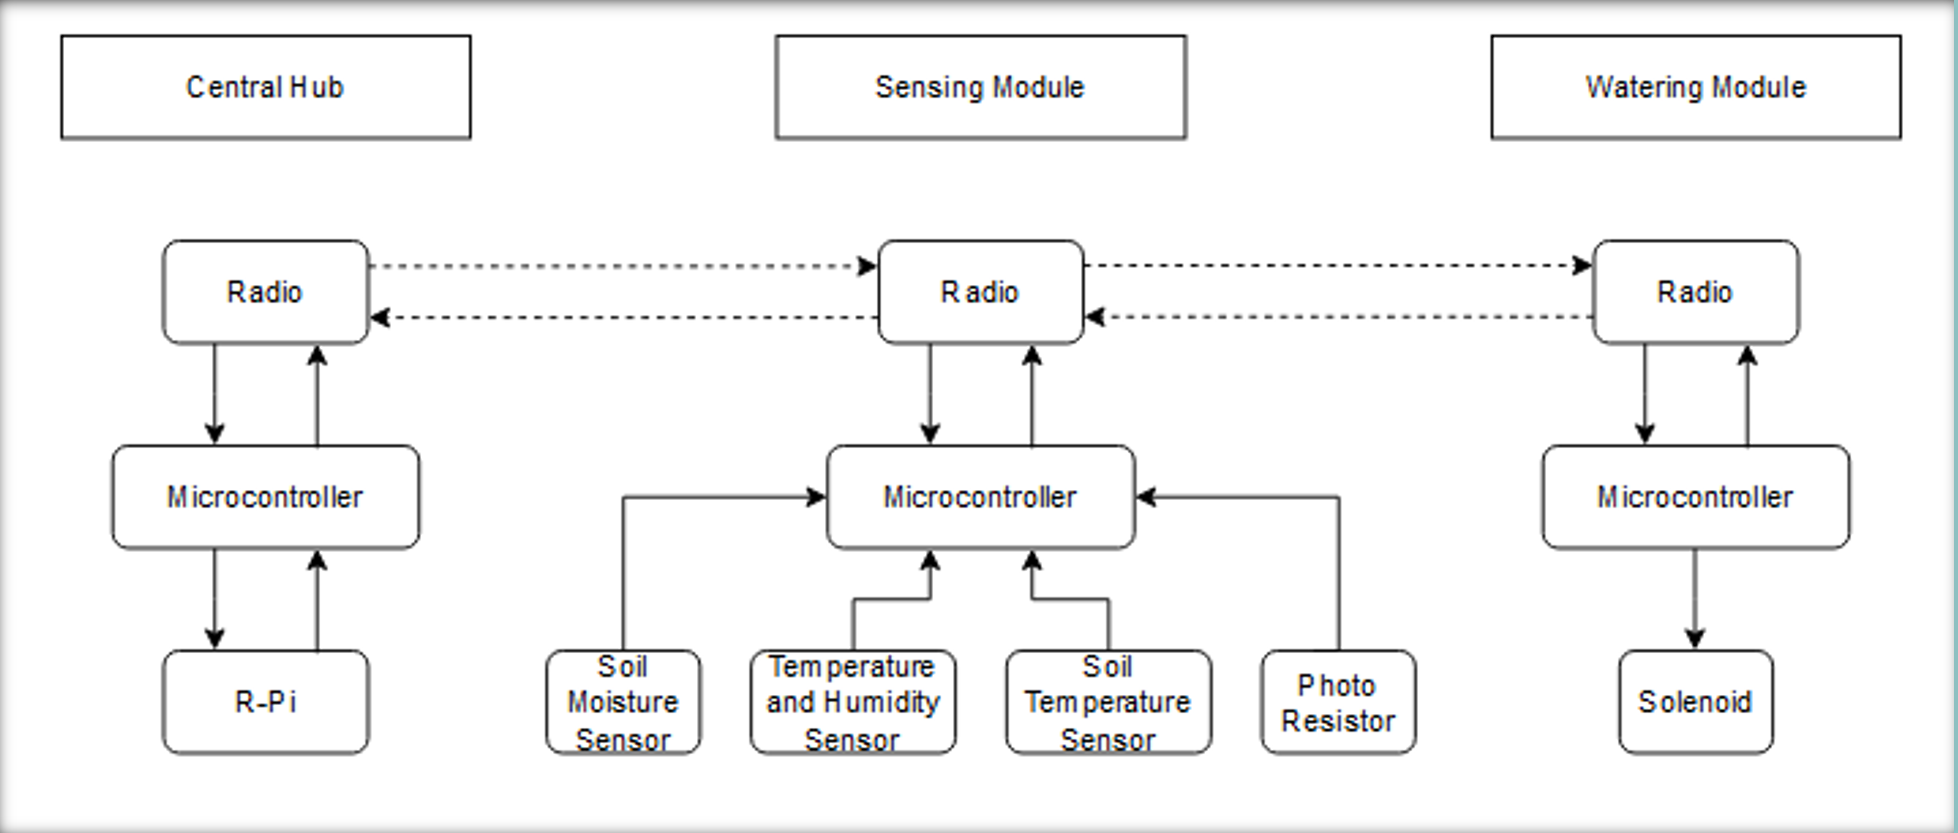 Central Hub
Sensing Module
Watering Module
Radio
Radio
Radio
Microcontroller
Microcontroller
Microcontroller
R-Pi
Soil
Moisture
Sensor
Temperature
and Humidity
Sensor
Soil
Temperature
Sensor
Photo
Resistor
Solenoid